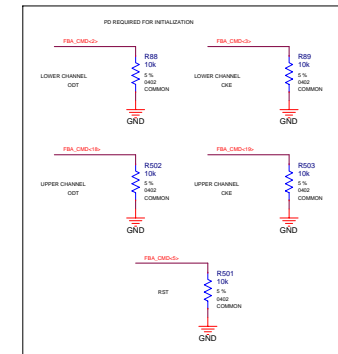 PD REQUIRED FOR INITIALIZATION
FBA_CMD<2>
R88
10k
5 %
0402
COMMON
LOWER CHANNEL
ODT
GND
FBA_CMD<3>
R89
10k
5 %
0402
COMMON
LOWER CHANNEL
CKE
GND
FBA_CMD<18>
R502
10k
5 %
0402
COMMON
UPPER CHANNEL
ODT
GND
FBA_CMD<19>
R503
10k
5 %
0402
COMMON
UPPER CHANNEL
CKE
GND
FBA_CMD<5>
R501
10k
5 %
0402
COMMON
RST
GND